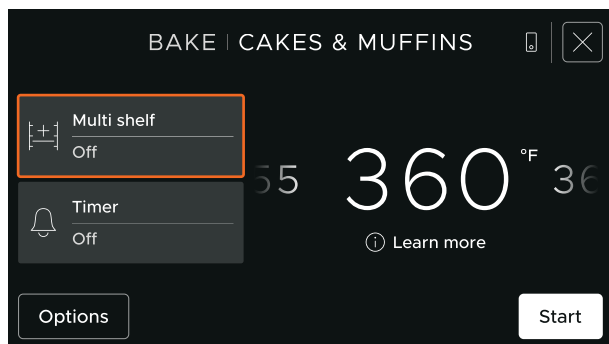 BAKE | CAKES & MUFFINS
Multi shelf
Off
360 °F
Learn more
Timer
Off
Options
Start